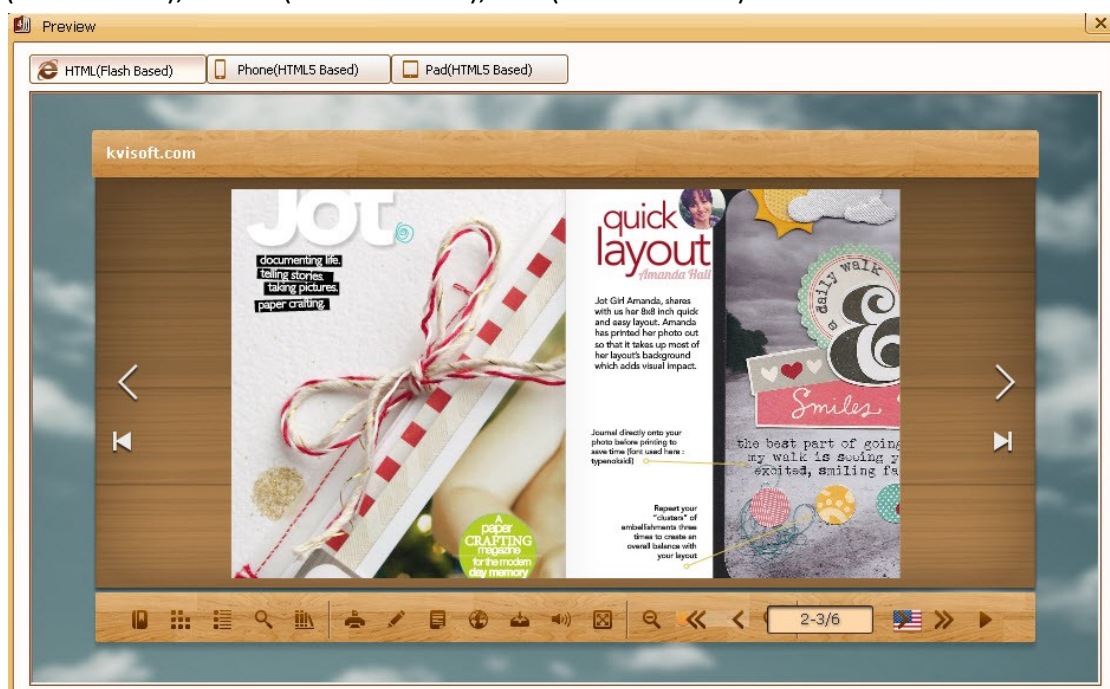 Preview
HTML(Flash Based)
Phone(HTML5 Based)
Pad(HTML5 Based)
kvisoft.com
JOT
documenting life.
telling stories.
taking pictures.
paper crafting.
A
paper
CRAFTING
magazine
for the modern
day memory
quick
layout
Amanda Hall
Jot Girl Amanda, shares
with us her 8x8 inch quick
and easy layout. Amanda
has printed her photo out
so that it takes up most of
her layout's background
which adds visual impact.
Journal directly onto your
photo before printing to
save time (font used here :
typenoksidi)
Repeat your
"clusters" of
embellishments three
times to create an
overall balance with
your layout
a daily walk
&
Smiles
the best part of going
my walk is seeing
excited, smiling
2-3/6